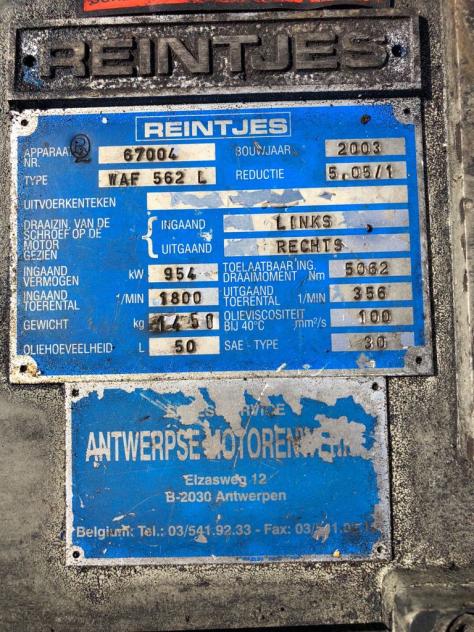 REINTJES
REINTJES
APPARAAT NR. 67004 BOUWJAAR 2003
TYPE WAF 562 L REDUCTIE 5,05/1
UITVOERKENTEKEN
DRAAIZIN VAN DE SCHROEF OP DE MOTOR GEZIEN
INGAAND LINKS
UITGAAND RECHTS
INGAAND VERMOGEN kW 954 TOELAATBAAR ING. DRAAIMOMENT Nm 5062
INGAAND TOERENTAL 1/MIN 1800 UITGAAND TOERENTAL 1/MIN 356
GEWICHT kg 1450 OLIEVISCOSITEIT BIJ 40°C mm²/s 100
OLIEHOEVEELHEID L 50 SAE - TYPE 30
ANTWERPSE MOTOREN
Elzasweg 12
B-2030 Antwerpen
Belgium: Tel.: 03/541.92.33 - Fax: